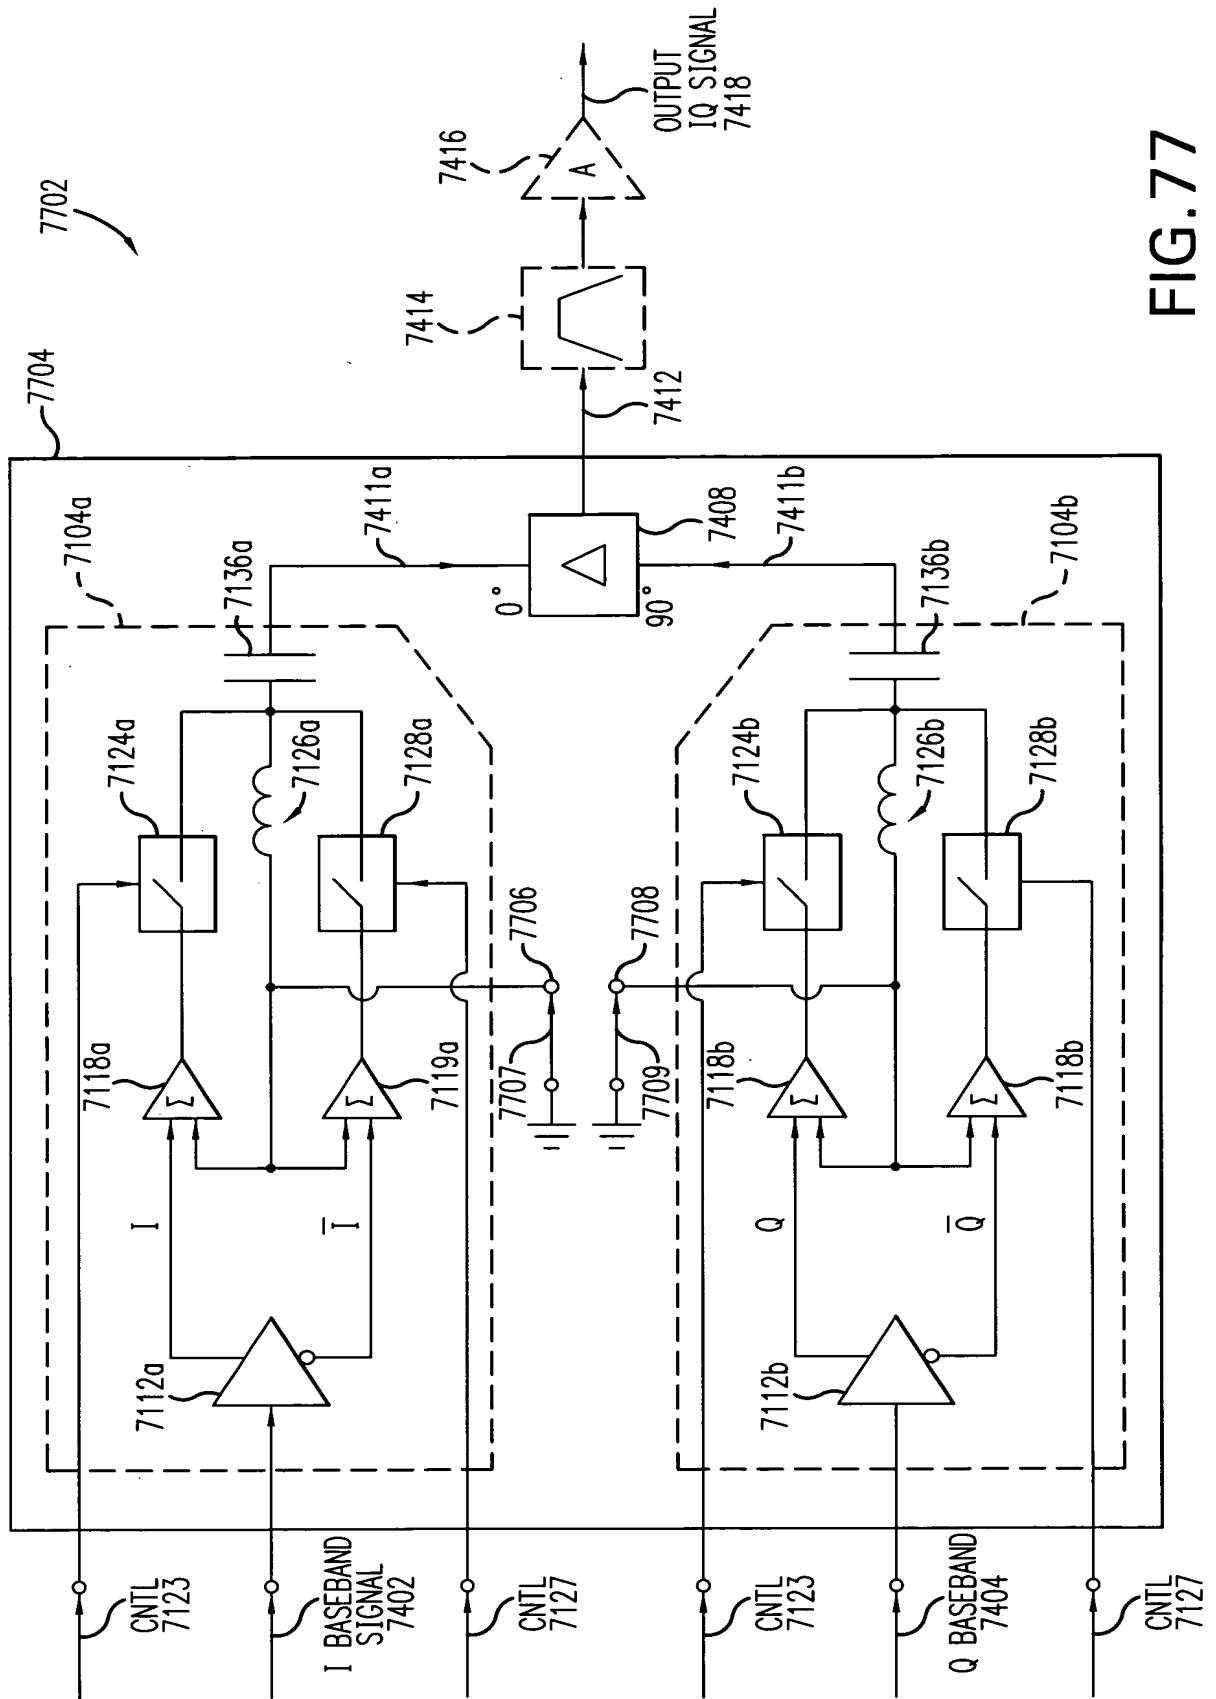 7702
7704
7104a
7124a
7136a
7118a
7126a
7411a
7414
7416
7112a
I
I̅
Σ
Σ
7119a
7128a
0°
A
CNTL
7123
I BASEBAND
SIGNAL
7402
CNTL
7127
7707
7706
90°
7408
7412
OUTPUT
IQ SIGNAL
7418
7709
7708
7411b
7118b
7124b
7136b
7104b
7112b
Q
Q̅
Σ
Σ
7126b
7118b
7128b
CNTL
7123
Q BASEBAND
7404
CNTL
7127
FIG.77